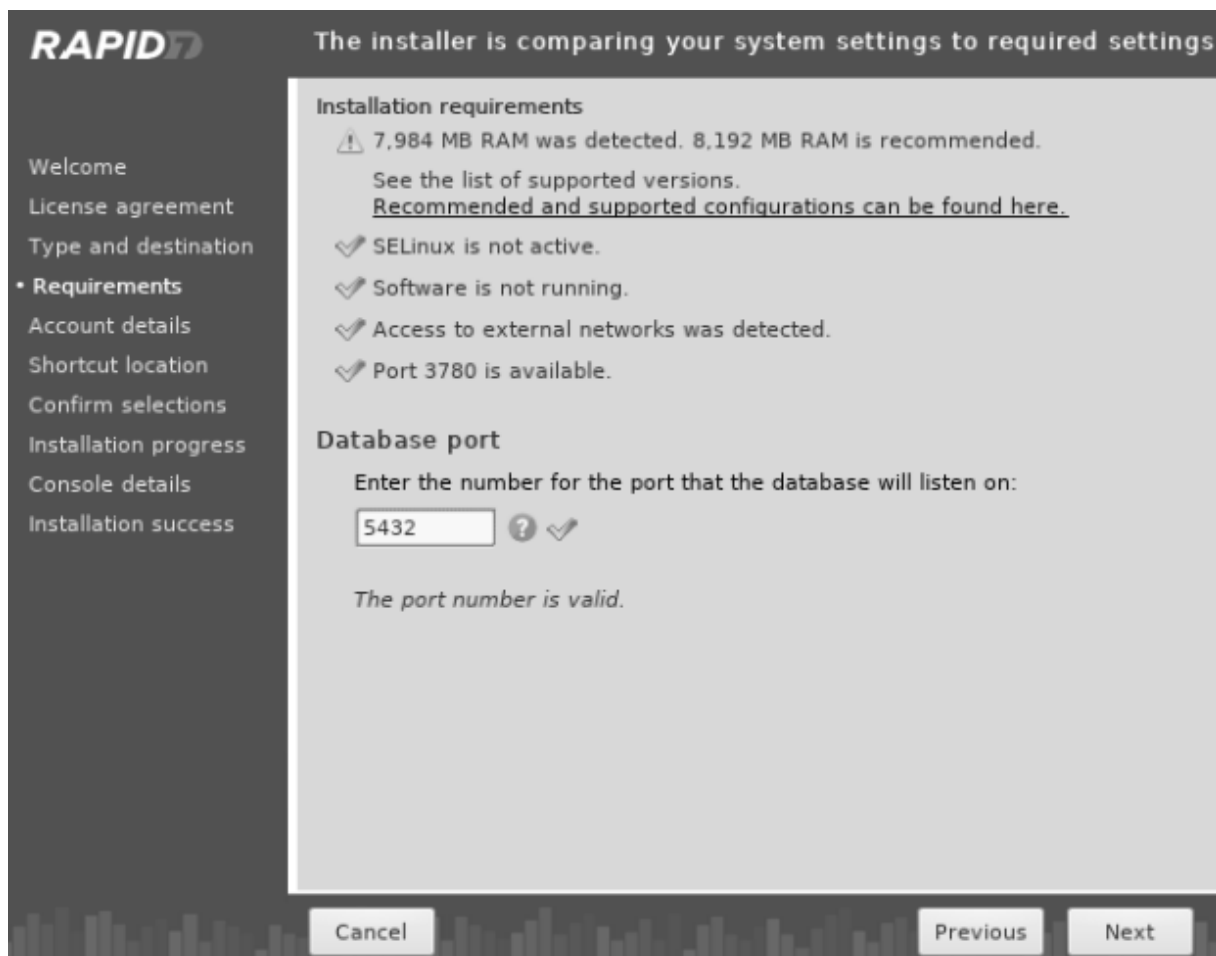 RAPID7
The installer is comparing your system settings to required settings
Welcome
License agreement
Type and destination
• Requirements
Account details
Shortcut location
Confirm selections
Installation progress
Console details
Installation success
Installation requirements
7,984 MB RAM was detected. 8,192 MB RAM is recommended.
See the list of supported versions.
Recommended and supported configurations can be found here.
SELinux is not active.
Software is not running.
Access to external networks was detected.
Port 3780 is available.
Database port
Enter the number for the port that the database will listen on:
5432 ?
The port number is valid.
Cancel Previous Next